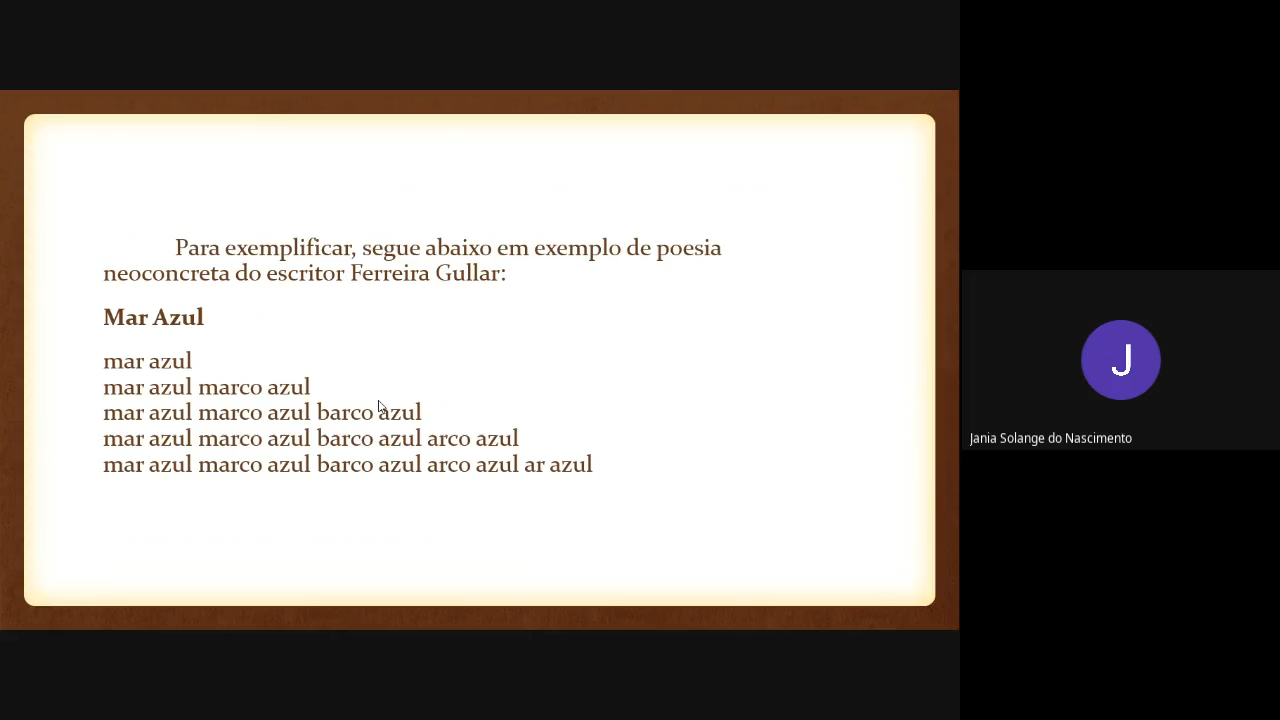 Para exemplificar, segue abaixo em exemplo de poesia
neoconcreta do escritor Ferreira Gullar:
Mar Azul
mar azul
mar azul marco azul
mar azul marco azul barco azul
mar azul marco azul barco azul arco azul
mar azul marco azul barco azul arco azul ar azul
J
Jania Solange do Nascimento